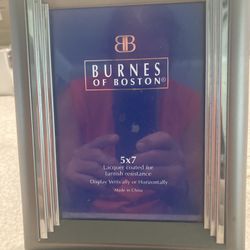 BB
BURNES
OF BOSTON®
5x7
Lacquer coated for
tarnish resistance
Display Vertically or Horizontally
Made in China